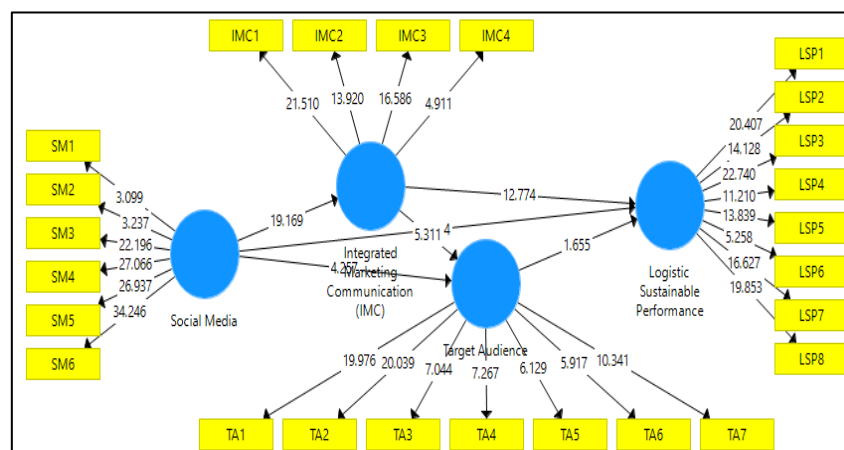 IMC1
IMC2
IMC3
IMC4
LSP1
LSP2
LSP3
LSP4
LSP5
LSP6
LSP7
LSP8
21.510
13.920
16.586
4.911
20.407
14.128
22.740
11.210
13.839
5.258
16.627
19.853
SM1
SM2
SM3
SM4
SM5
SM6
3.099
3.237
22.196
27.066
26.937
34.246
19.169
12.774
5.311
4
4.257
1.655
Social Media
Integrated
Marketing
Communication
(IMC)
Target Audience
Logistic
Sustainable
Performance
19.976
20.039
7.044
7.267
6.129
5.917
10.341
TA1
TA2
TA3
TA4
TA5
TA6
TA7